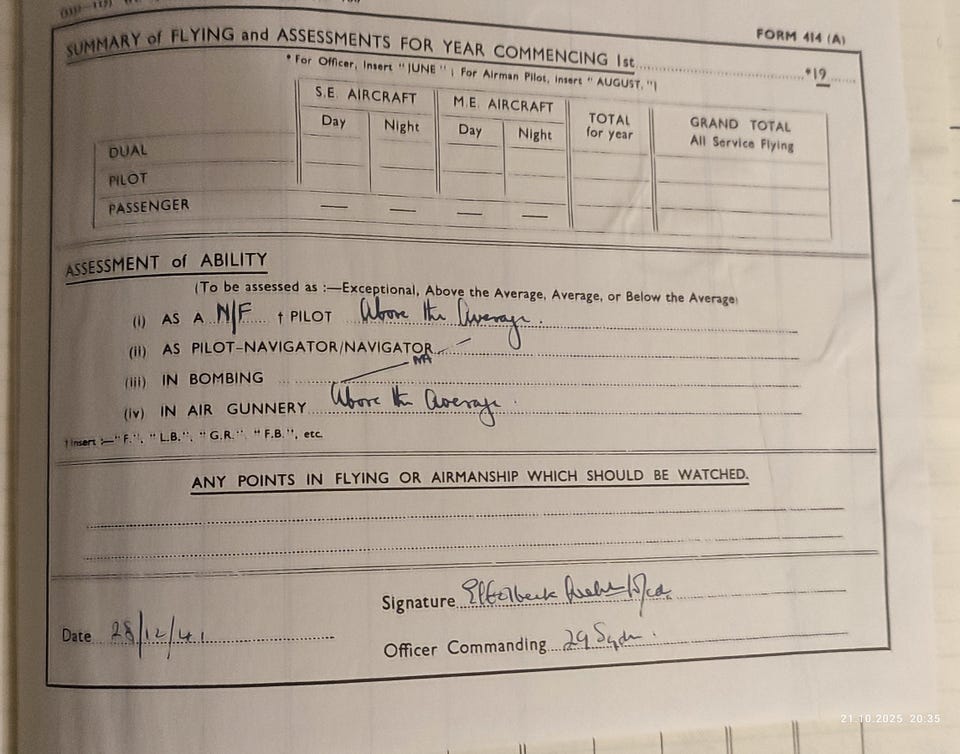 SUMMARY of FLYING and ASSESSMENTS FOR YEAR COMMENCING 1st
FORM 414 (A)
*19
* For Officer, insert "JUNE" ; For Airman Pilot, insert "AUGUST."
S.E. AIRCRAFT M.E. AIRCRAFT TOTAL for year GRAND TOTAL All Service Flying
Day Night Day Night
DUAL
PILOT
PASSENGER — — — —
ASSESSMENT of ABILITY
(To be assessed as :—Exceptional, Above the Average, Average, or Below the Average)
(i) AS A N/F † PILOT Above the Average.
(ii) AS PILOT-NAVIGATOR/NAVIGATOR
(iii) IN BOMBING NA
(iv) IN AIR GUNNERY Above the Average.
† Insert :—"F.", "L.B.", "G.R." "F.B.", etc.
ANY POINTS IN FLYING OR AIRMANSHIP WHICH SHOULD BE WATCHED.
Signature
Date 28/12/41
Officer Commanding 29 Sqdn.
21.10.2025 20:35